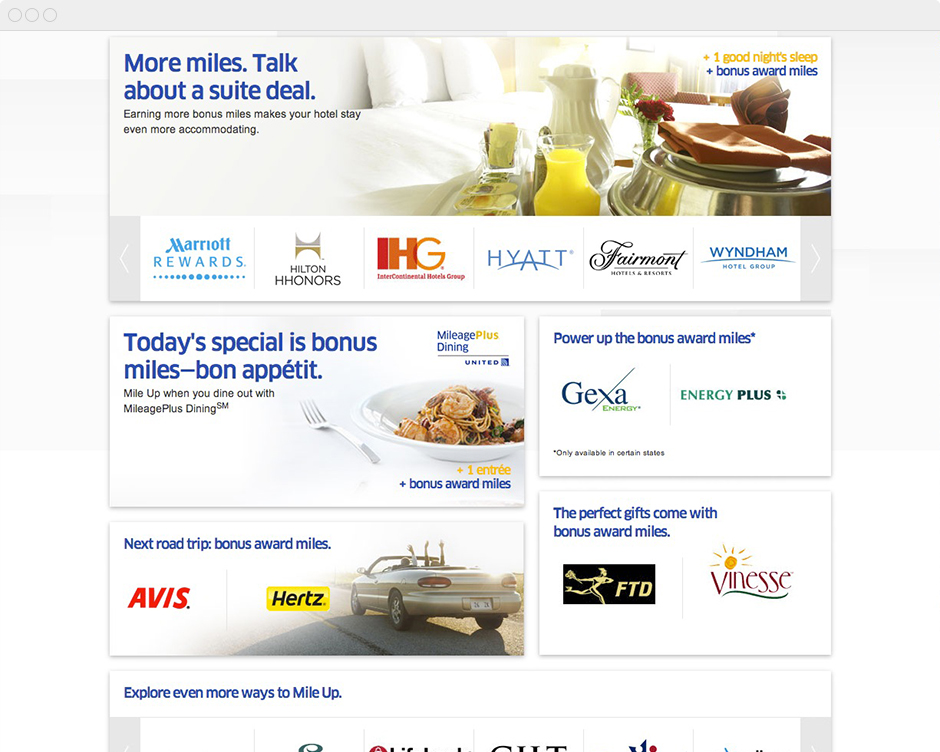 More miles. Talk
about a suite deal.
Earning more bonus miles makes your hotel stay
even more accommodating.
+ 1 good night's sleep
+ bonus award miles
Marriott
REWARDS.
HILTON
HHONORS
IHG
InterContinental Hotels Group
HYATT®
Fairmont
HOTELS & RESORTS
WYNDHAM
HOTEL GROUP
Today's special is bonus
miles—bon appétit.
Mile Up when you dine out with
MileagePlus DiningSM
MileagePlus
Dining
UNITED
+ 1 entrée
+ bonus award miles
Power up the bonus award miles*
Gexa
ENERGY®
ENERGY PLUS
*Only available in certain states
Next road trip: bonus award miles.
AVIS.
Hertz.
The perfect gifts come with
bonus award miles.
FTD
VINESSE
Explore even more ways to Mile Up.